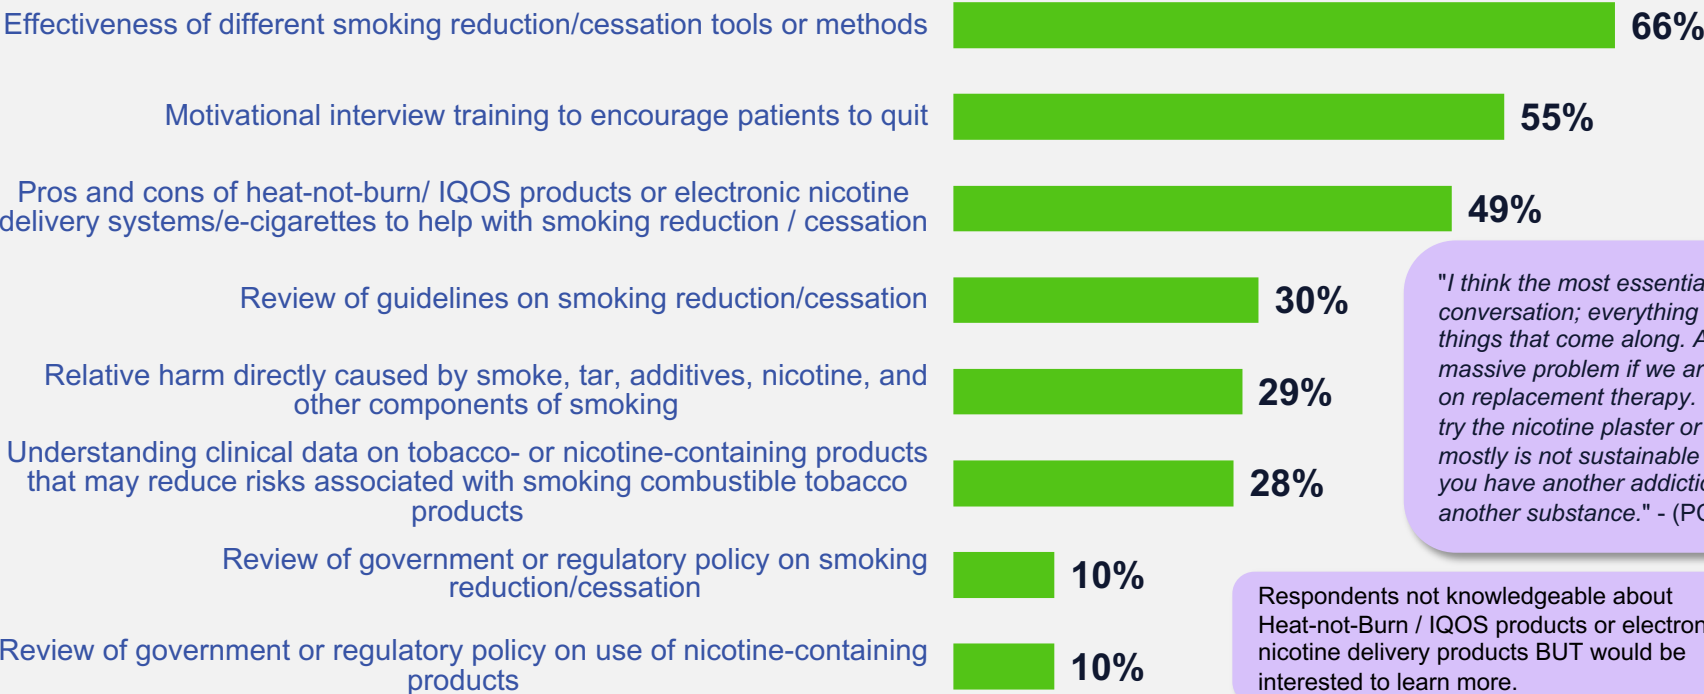 Effectiveness of different smoking reduction/cessation tools or methods
66%
Motivational interview training to encourage patients to quit
55%
Pros and cons of heat-not-burn/ IQOS products or electronic nicotine
delivery systems/e-cigarettes to help with smoking reduction / cessation
49%
Review of guidelines on smoking reduction/cessation
30%
Relative harm directly caused by smoke, tar, additives, nicotine, and
other components of smoking
29%
Understanding clinical data on tobacco- or nicotine-containing products
that may reduce risks associated with smoking combustible tobacco
products
28%
Review of government or regulatory policy on smoking
reduction/cessation
10%
Review of government or regulatory policy on use of nicotine-containing
products
10%
"I think the most essential
conversation; everything
things that come along.
massive problem if we
on replacement therapy.
try the nicotine plaster or
mostly is not sustainable
you have another
another substance." -
Respondents not knowledgeable about
Heat-not-Burn / IQOS products or
nicotine delivery products BUT would be
interested to learn more.